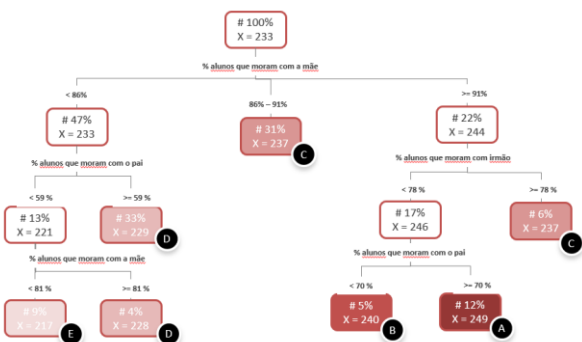 # 100%
X = 233
% alunos que moram com a mãe
< 86%
86% – 91%
>= 91%
# 47%
X = 233
# 31%
X = 237
C
# 22%
X = 244
% alunos que moram com o pai
% alunos que moram com irmão
< 59 %
>= 59 %
< 78 %
>= 78 %
# 13%
X = 221
# 33%
X = 229
D
# 17%
X = 246
# 6%
X = 237
C
% alunos que moram com a mãe
% alunos que moram com o pai
< 81 %
>= 81 %
< 70 %
>= 70 %
# 9%
X = 217
E
# 4%
X = 228
D
# 5%
X = 240
B
# 12%
X = 249
A